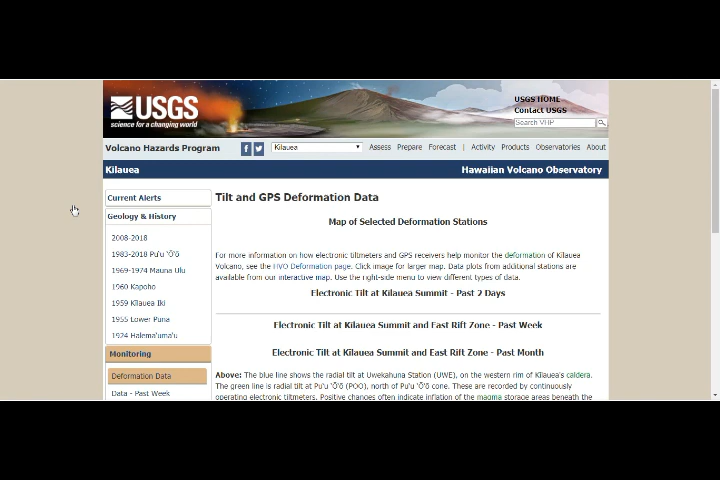 USGS HOME
Contact USGS
USGS
science for a changing world
Search VHP
Volcano Hazards Program
f
Kilauea
Assess Prepare Forecast | Activity Products Observatories About
Kilauea
Hawaiian Volcano Observatory
Current Alerts
Geology & History
2008-2018
1983-2018 Pu'u 'Ō'ō
1969-1974 Mauna Ulu
1960 Kapoho
1959 Kīlauea Iki
1955 Lower Puna
1924 Halema'uma'u
Monitoring
Deformation Data
Data - Past Week
Tilt and GPS Deformation Data
Map of Selected Deformation Stations
For more information on how electronic tiltmeters and GPS receivers help monitor the deformation of Kīlauea
Volcano, see the HVO Deformation page. Click image for larger map. Data plots from additional stations are
available from our interactive map. Use the right-side menu to view different types of data.
Electronic Tilt at Kīlauea Summit - Past 2 Days
Electronic Tilt at Kīlauea Summit and East Rift Zone - Past Week
Electronic Tilt at Kīlauea Summit and East Rift Zone - Past Month
Above: The blue line shows the radial tilt at Uwekahuna Station (UWE), on the western rim of Kīlauea's caldera.
The green line is radial tilt at Pu'u 'Ō'ō (POO), north of Pu'u 'Ō'ō cone. These are recorded by continuously
operating electronic tiltmeters. Positive changes often indicate inflation of the magma storage areas beneath the